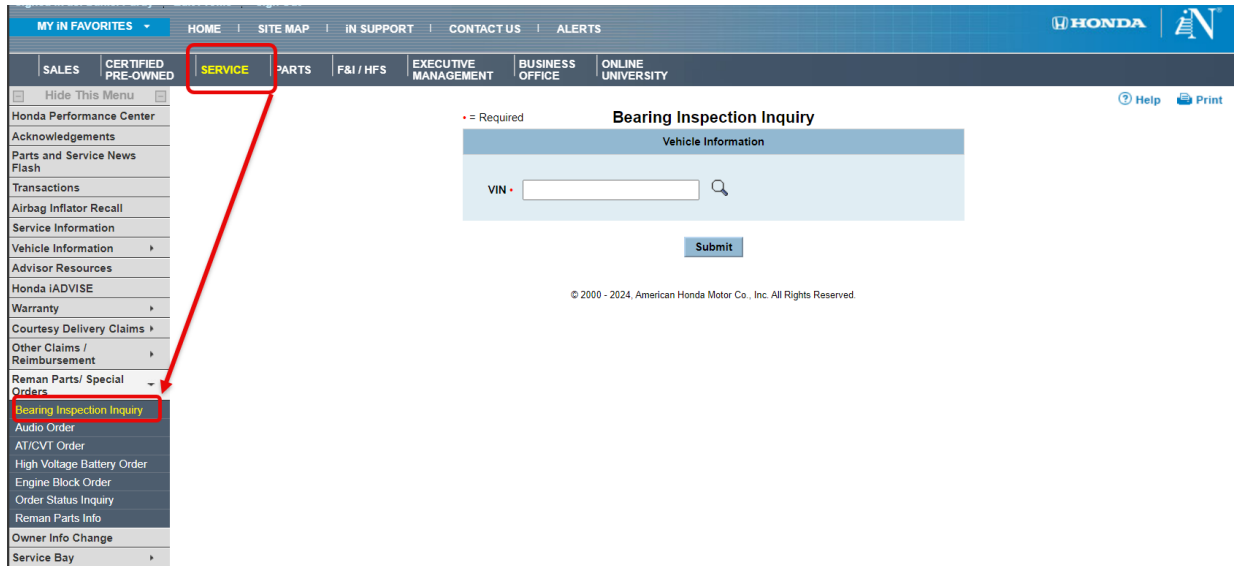 MY iN FAVORITES HOME SITE MAP iN SUPPORT CONTACT US ALERTS HONDA iN
SALES CERTIFIED PRE-OWNED SERVICE PARTS F&I / HFS EXECUTIVE MANAGEMENT BUSINESS OFFICE ONLINE UNIVERSITY
Hide This Menu
Honda Performance Center
Acknowledgements
Parts and Service News
Flash
Transactions
Airbag Inflator Recall
Service Information
Vehicle Information
Advisor Resources
Honda iADVISE
Warranty
Courtesy Delivery Claims
Other Claims /
Reimbursement
Reman Parts/ Special
Orders
Bearing Inspection Inquiry
Audio Order
AT/CVT Order
High Voltage Battery Order
Engine Block Order
Order Status Inquiry
Reman Parts Info
Owner Info Change
Service Bay
Help Print
• = Required Bearing Inspection Inquiry
Vehicle Information
VIN •
Submit
© 2000 - 2024, American Honda Motor Co., Inc. All Rights Reserved.